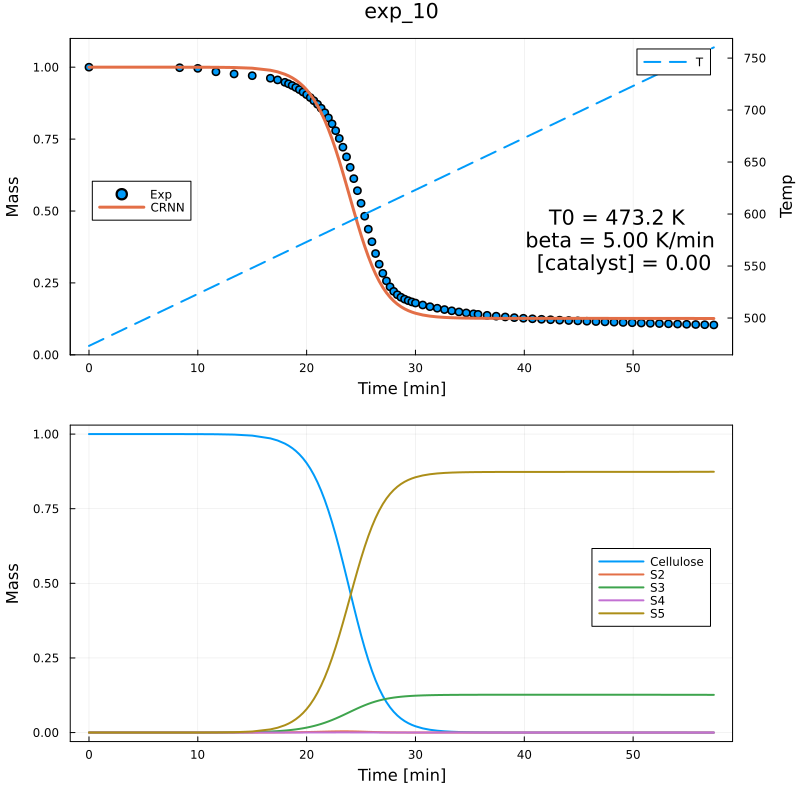 exp_10
1.00
0.75
0.50
0.25
0.00
Mass
750
700
650
600
550
500
Temp
T
Exp
CRNN
T0 = 473.2 K
beta = 5.00 K/min
[catalyst] = 0.00
0 10 20 30 40 50
Time [min]
1.00
0.75
0.50
0.25
0.00
Mass
Cellulose
S2
S3
S4
S5
0 10 20 30 40 50
Time [min]